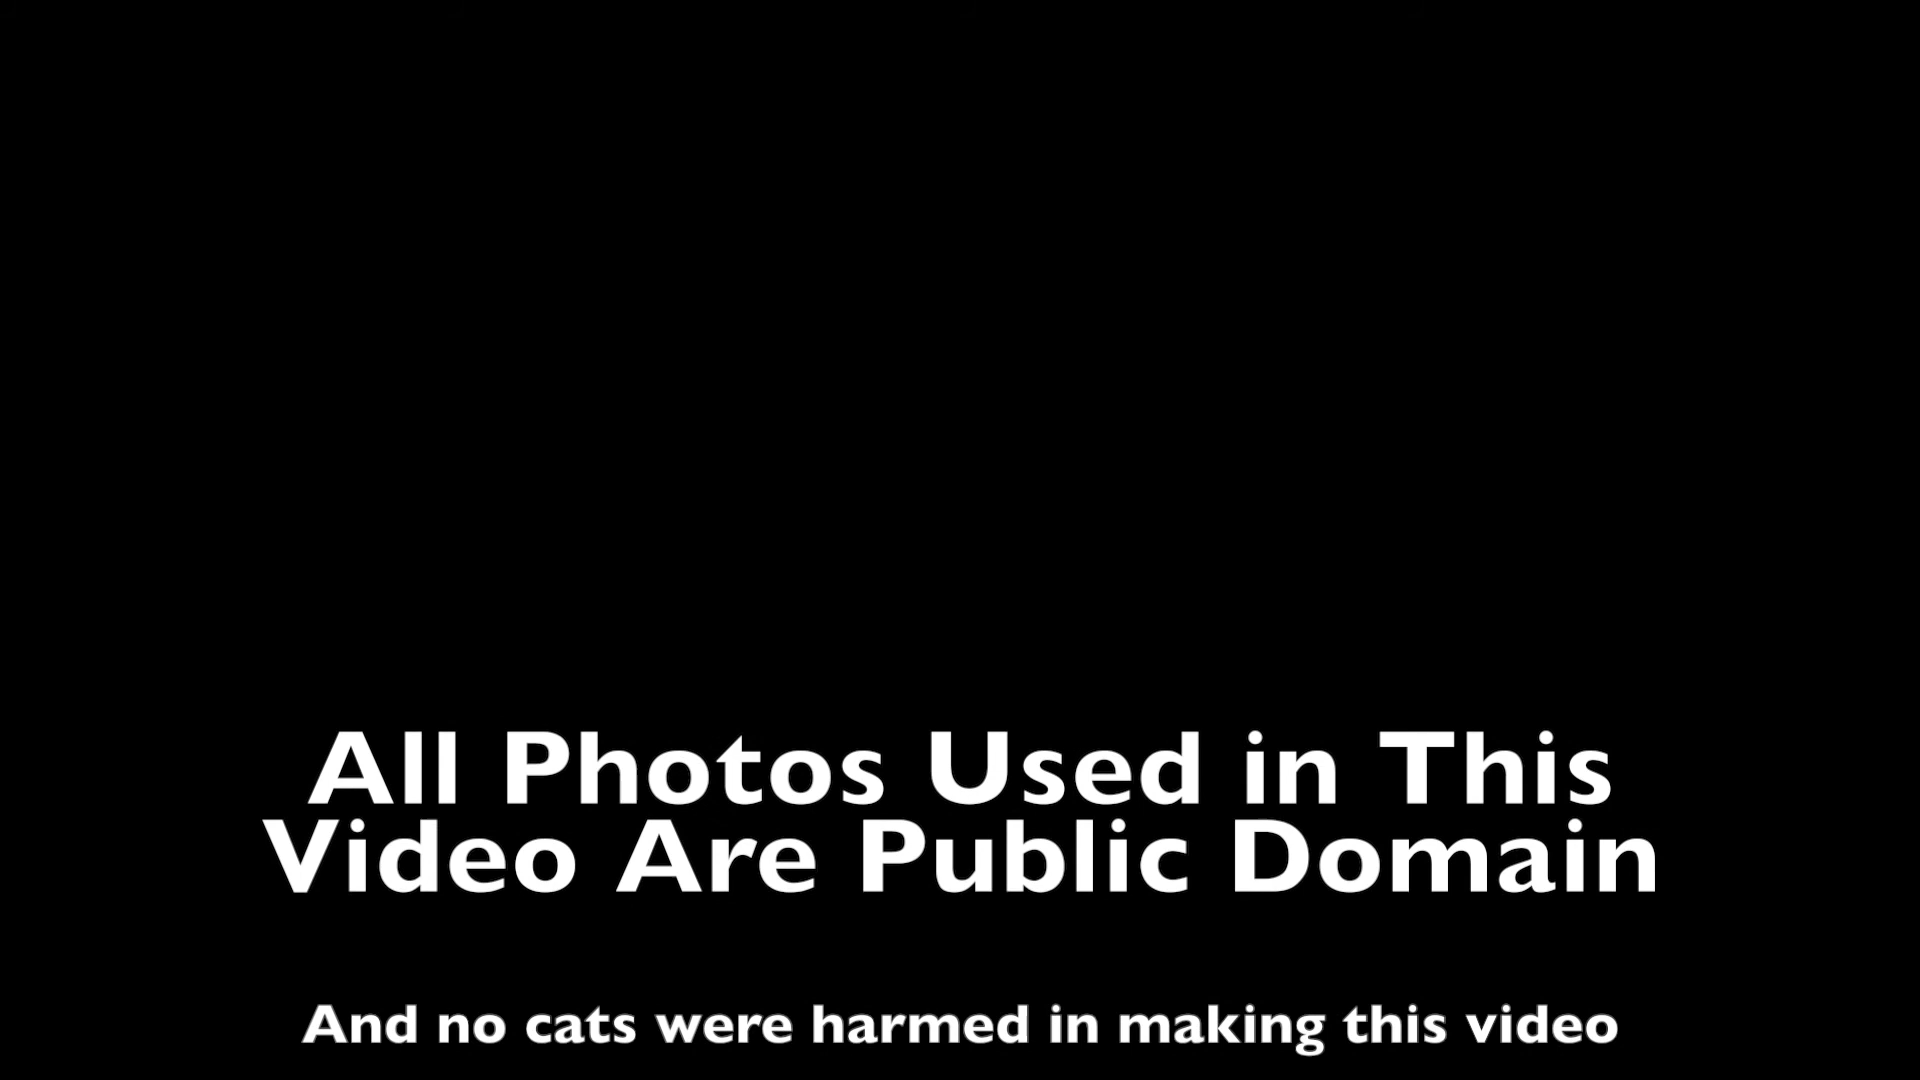 All Photos Used in This
Video Are Public Domain
And no cats were harmed in making this video